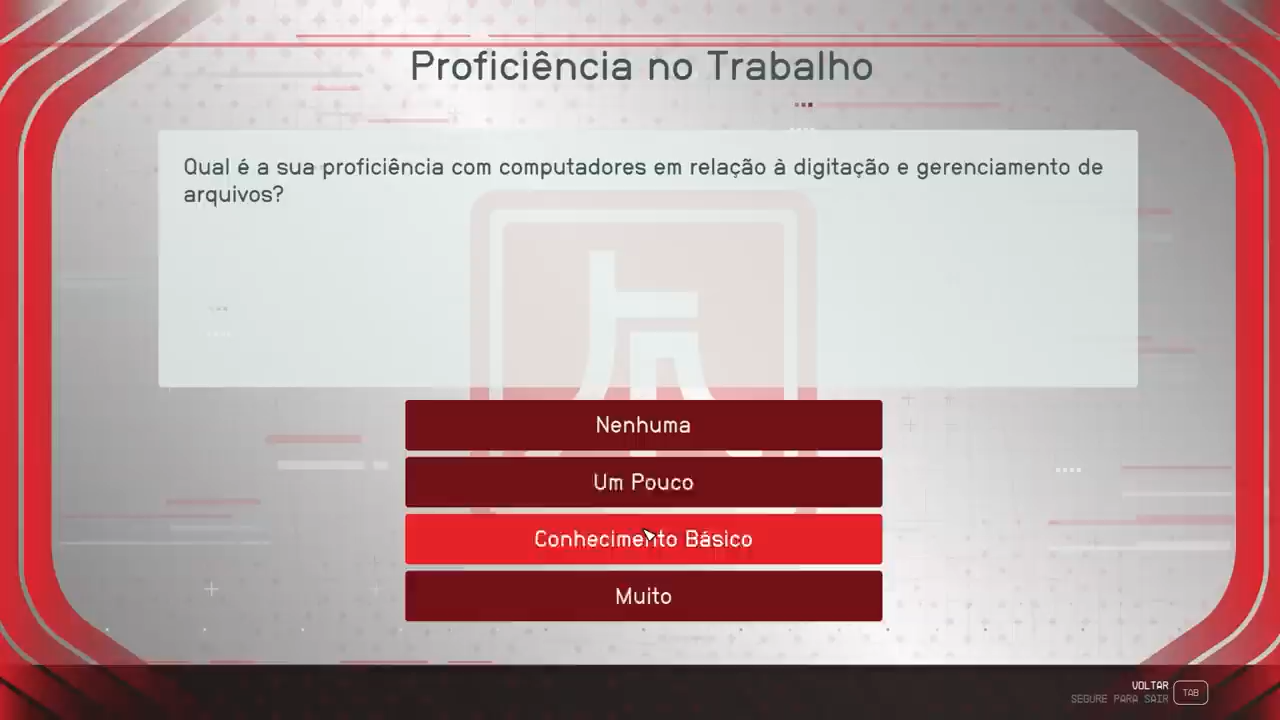 Proficiência no Trabalho
Qual é a sua proficiência com computadores em relação à digitação e gerenciamento de
arquivos?
Nenhuma
Um Pouco
Conhecimento Básico
Muito
VOLTAR
SEGURE PARA SAIR
TAB